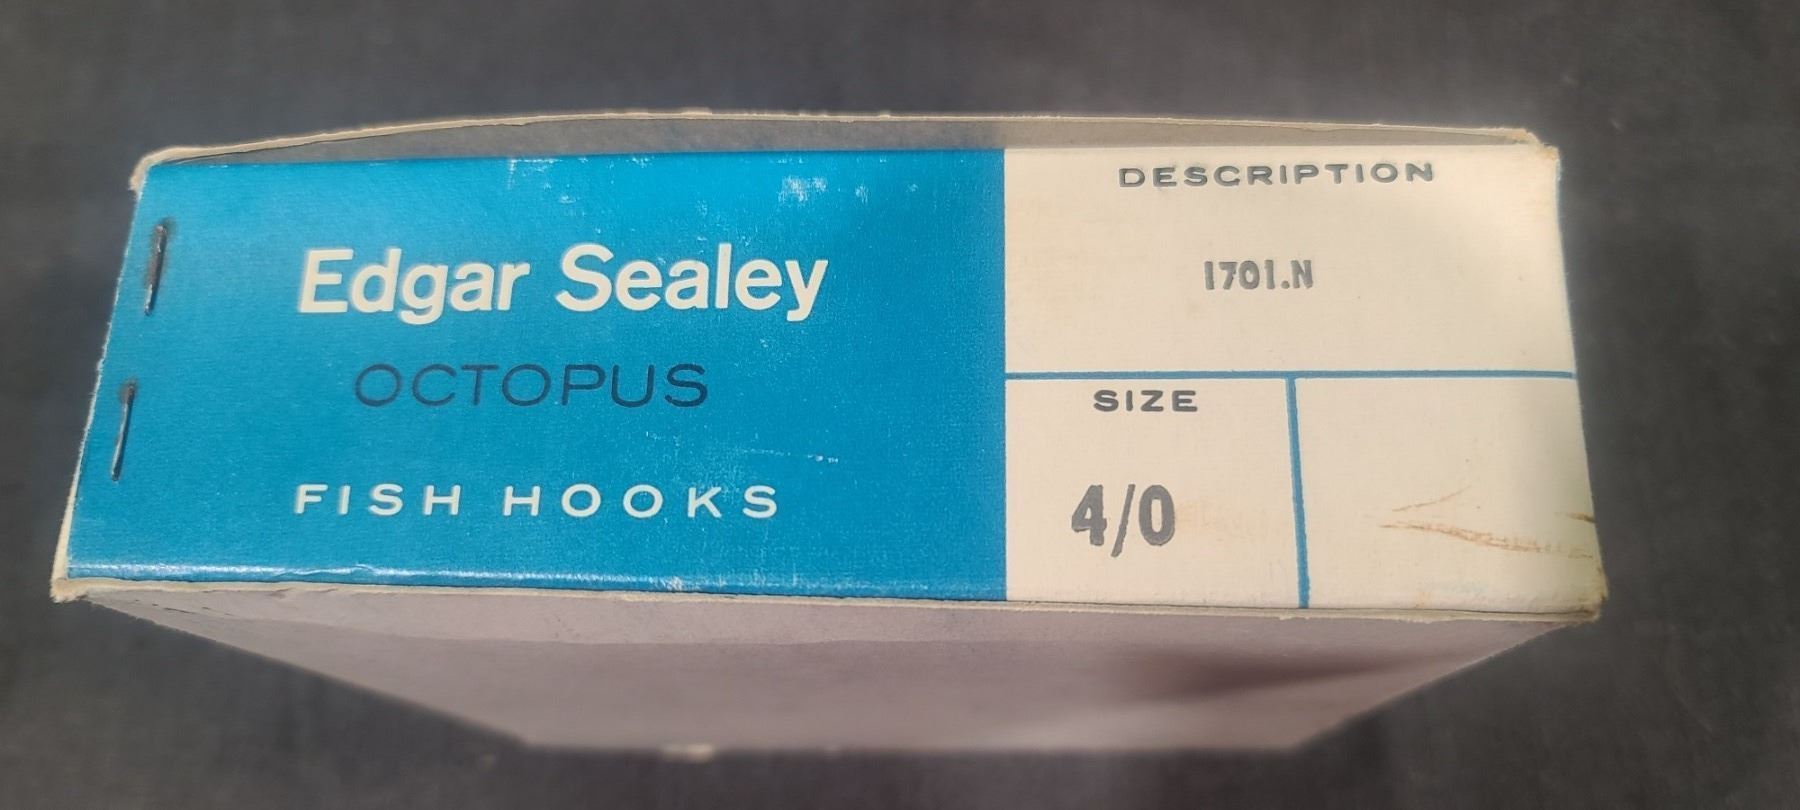 Edgar Sealey
OCTOPUS
FISH HOOKS
DESCRIPTION
1701.N
SIZE
4/0